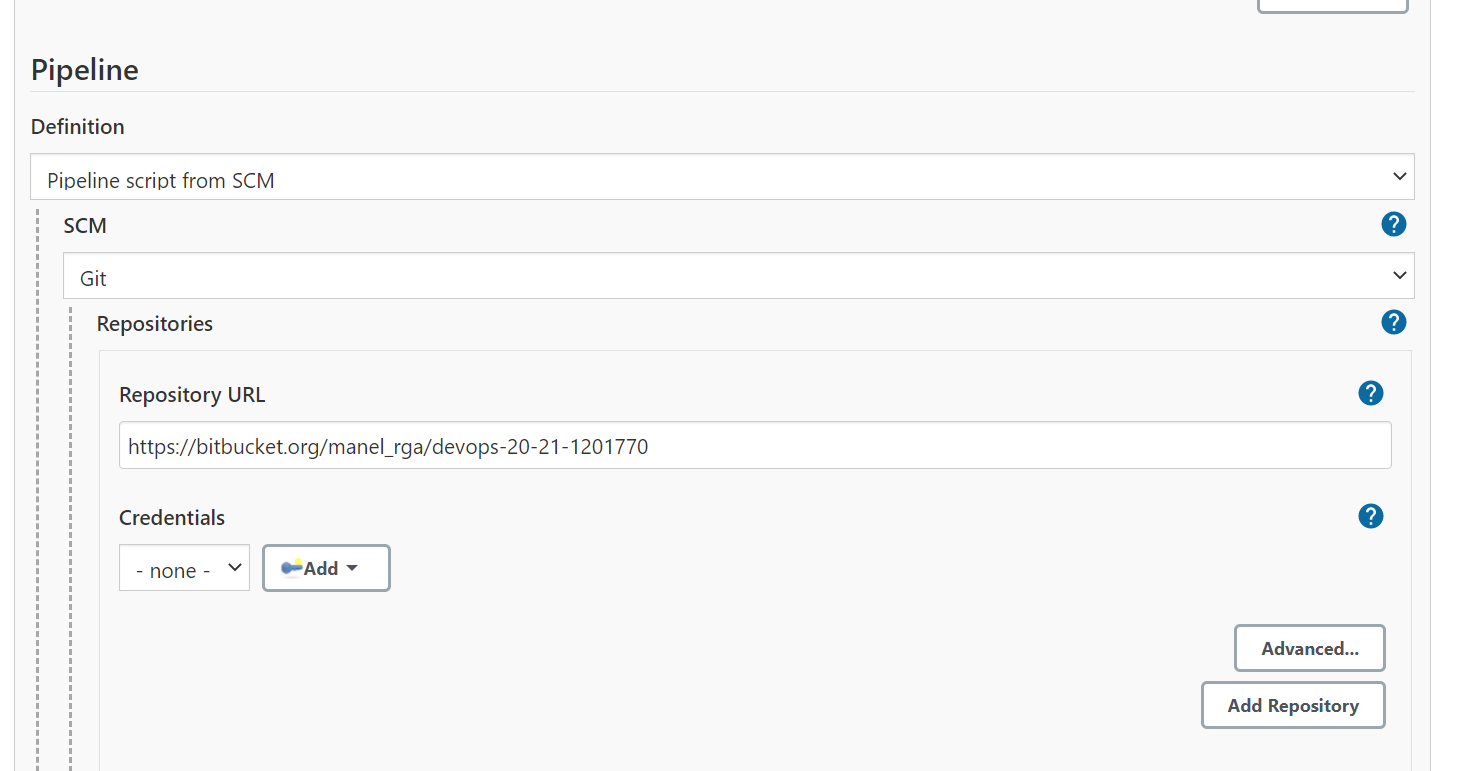 Pipeline
Definition
Pipeline script from SCM
SCM
?
Git
Repositories
?
Repository URL
?
https://bitbucket.org/manel_rga/devops-20-21-1201770
Credentials
?
- none -
Add
Advanced...
Add Repository